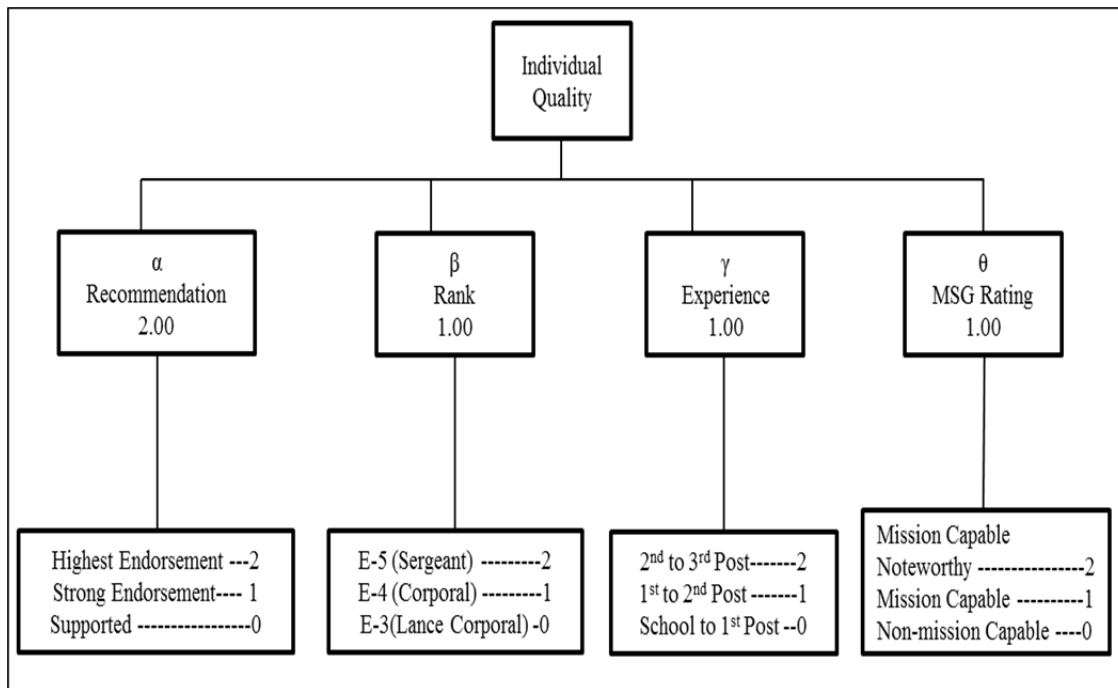 Individual
Quality
α
Recommendation
2.00
β
Rank
1.00
γ
Experience
1.00
θ
MSG Rating
1.00
Highest Endorsement ---2
Strong Endorsement---- 1
Supported -----------------0
E-5 (Sergeant) ---------2
E-4 (Corporal) ---------1
E-3(Lance Corporal) -0
2nd to 3rd Post------2
1st to 2nd Post -------1
School to 1st Post --0
Mission Capable
Noteworthy ----------------2
Mission Capable -----------1
Non-mission Capable ----0